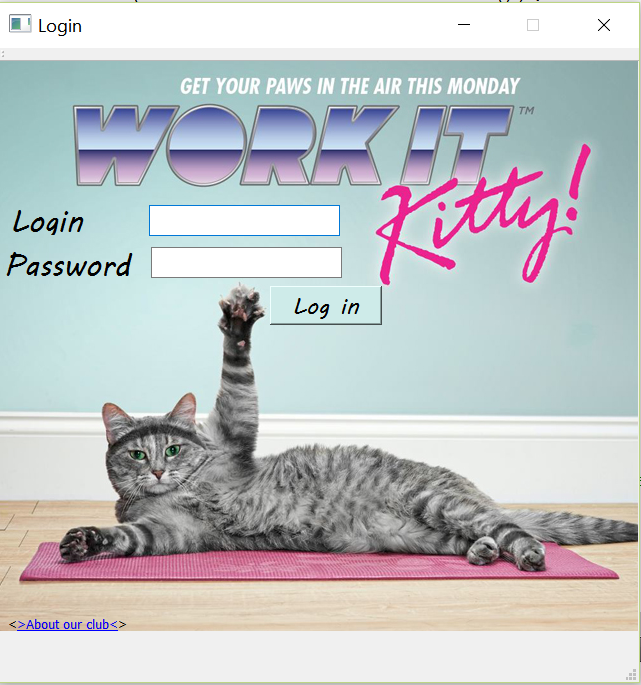 Login
GET YOUR PAWS IN THE AIR THIS MONDAY
WORK IT™
Kitty!
Login
Password
Log in
<>About our club<>